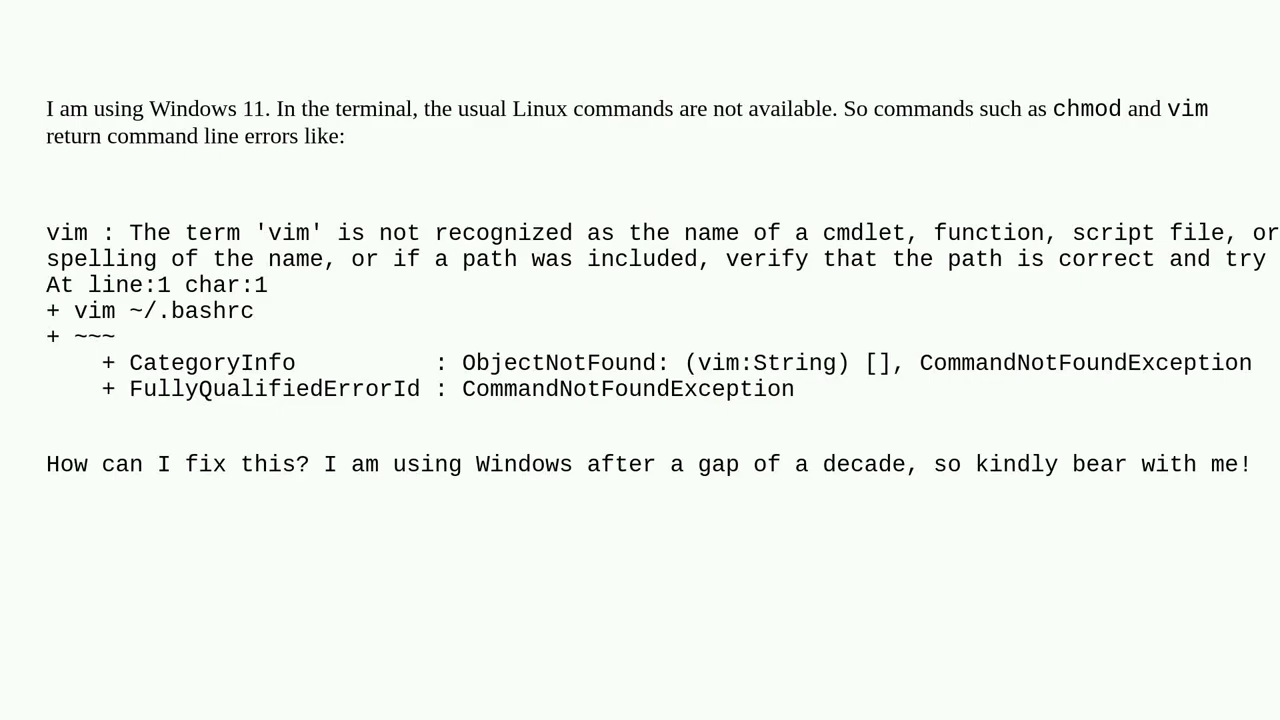 I am using Windows 11. In the terminal, the usual Linux commands are not available. So commands such as chmod and vim
return command line errors like:
vim : The term 'vim' is not recognized as the name of a cmdlet, function, script file, or
spelling of the name, or if a path was included, verify that the path is correct and try
At line:1 char:1
+ vim ~/.bashrc
+ ~~~
    + CategoryInfo          : ObjectNotFound: (vim:String) [], CommandNotFoundException
    + FullyQualifiedErrorId : CommandNotFoundException
How can I fix this? I am using Windows after a gap of a decade, so kindly bear with me!